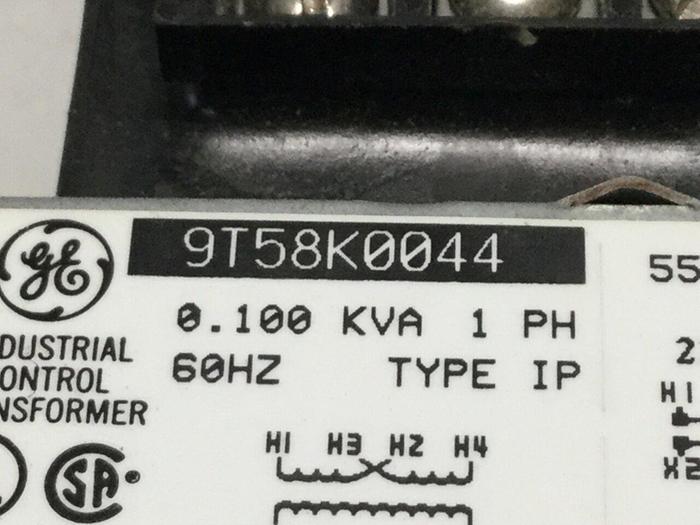 GE
9T58K0044
0.100 KVA 1 PH
60HZ TYPE IP
DUSTRIAL
ONTROL
NSFORMER
H1 H3 H2 H4
SA
55
2
H1
X2